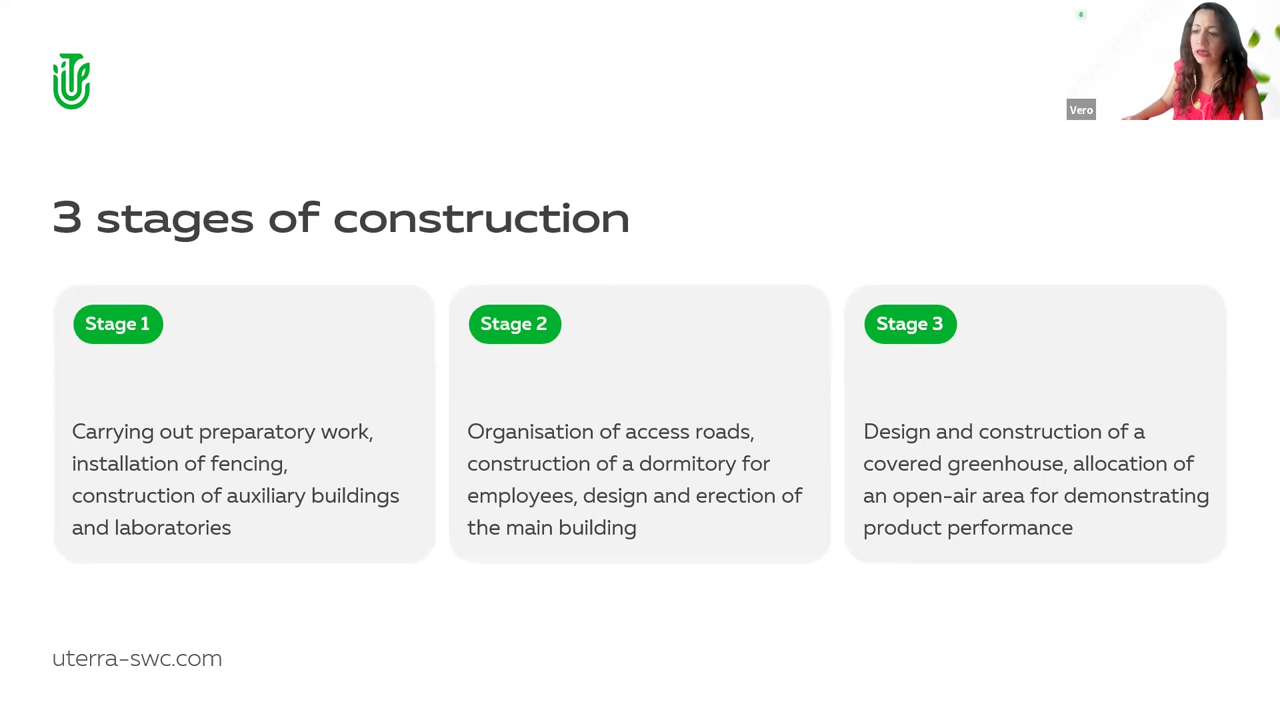 Vero
3 stages of construction
Stage 1
Carrying out preparatory work,
installation of fencing,
construction of auxiliary buildings
and laboratories
Stage 2
Organisation of access roads,
construction of a dormitory for
employees, design and erection of
the main building
Stage 3
Design and construction of a
covered greenhouse, allocation of
an open-air area for demonstrating
product performance
uterra-swc.com